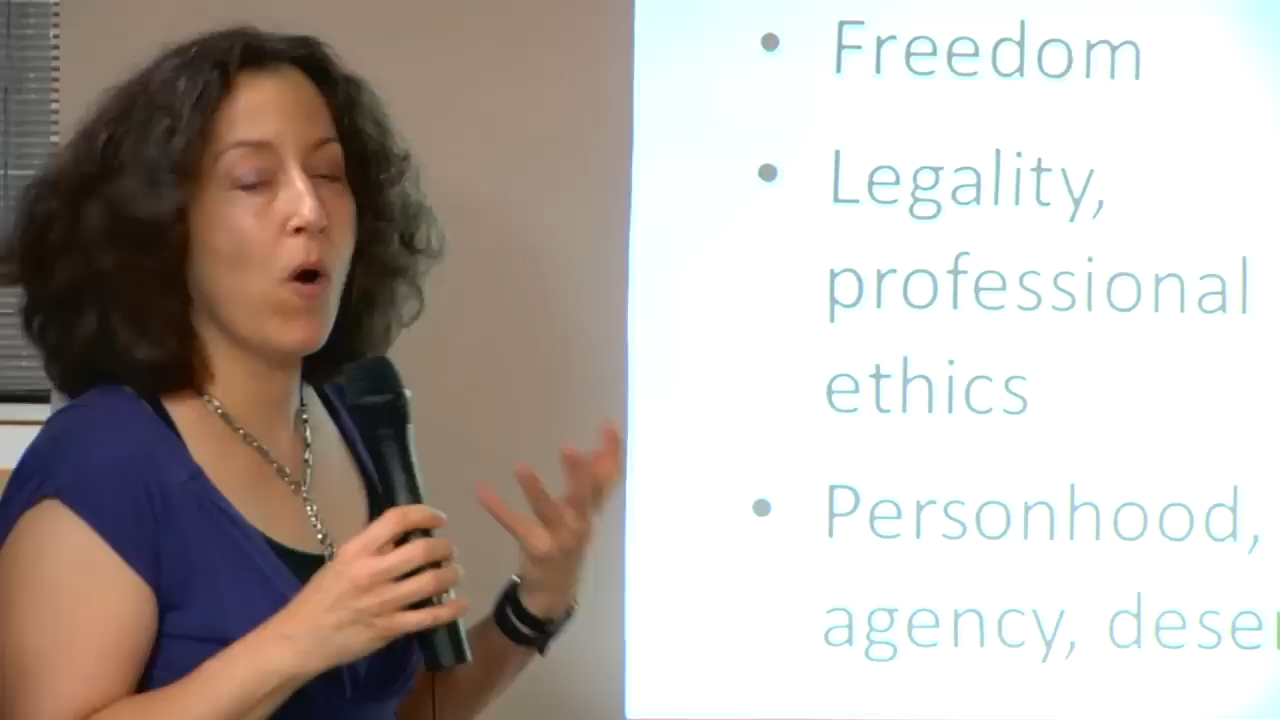 • Freedom
• Legality,
professional
ethics
• Personhood,
agency,